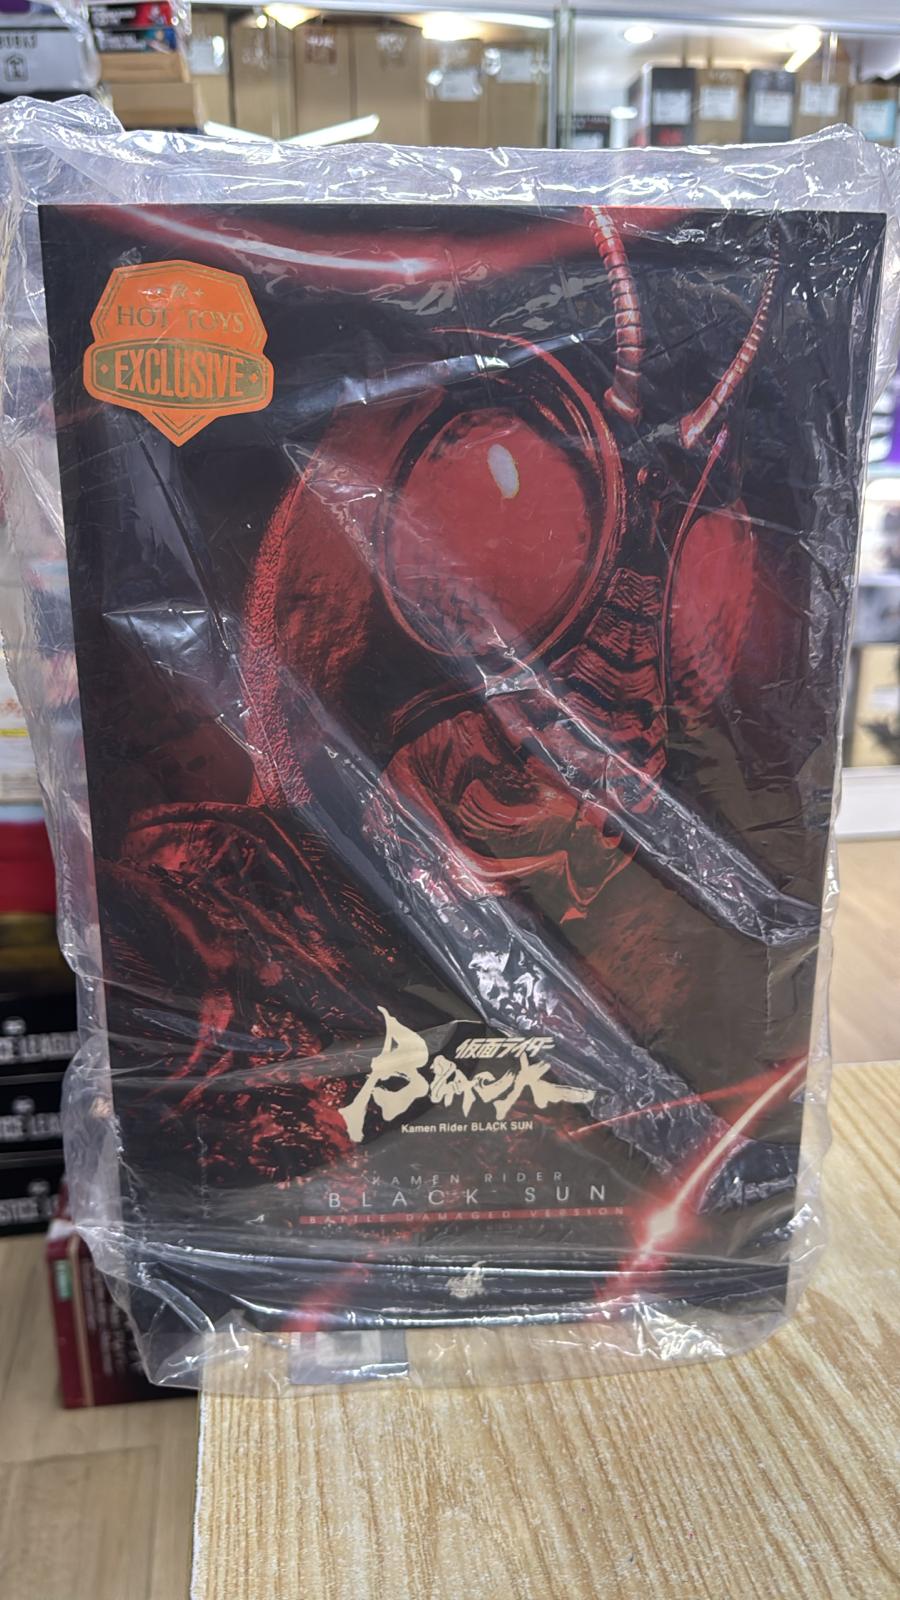 HOT TOYS
EXCLUSIVE
仮面ライダー
BLACK
Kamen Rider BLACK SUN
KAMEN RIDER
BLACK SUN
BATTLE DAMAGED VERSION